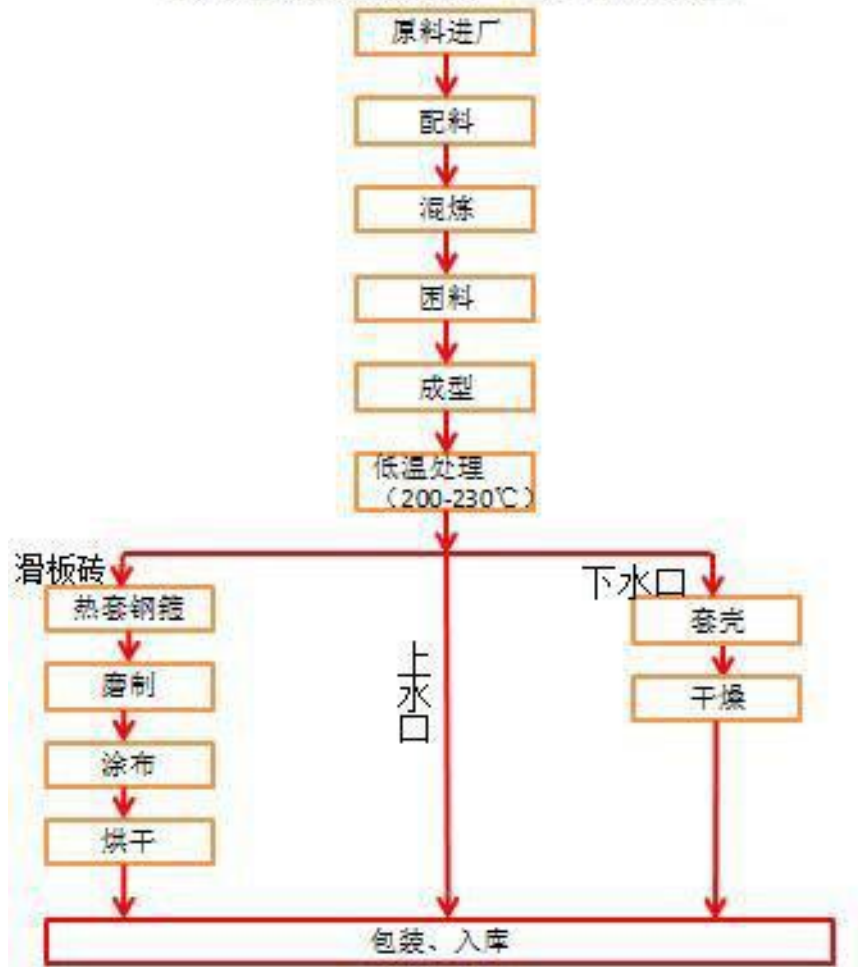 原料进厂
配料
混炼
困料
成型
低温处理
（200-230℃）
滑板砖
下水口
热套钢箍
套壳
上水口
磨制
干燥
涂布
烘干
包装、入库